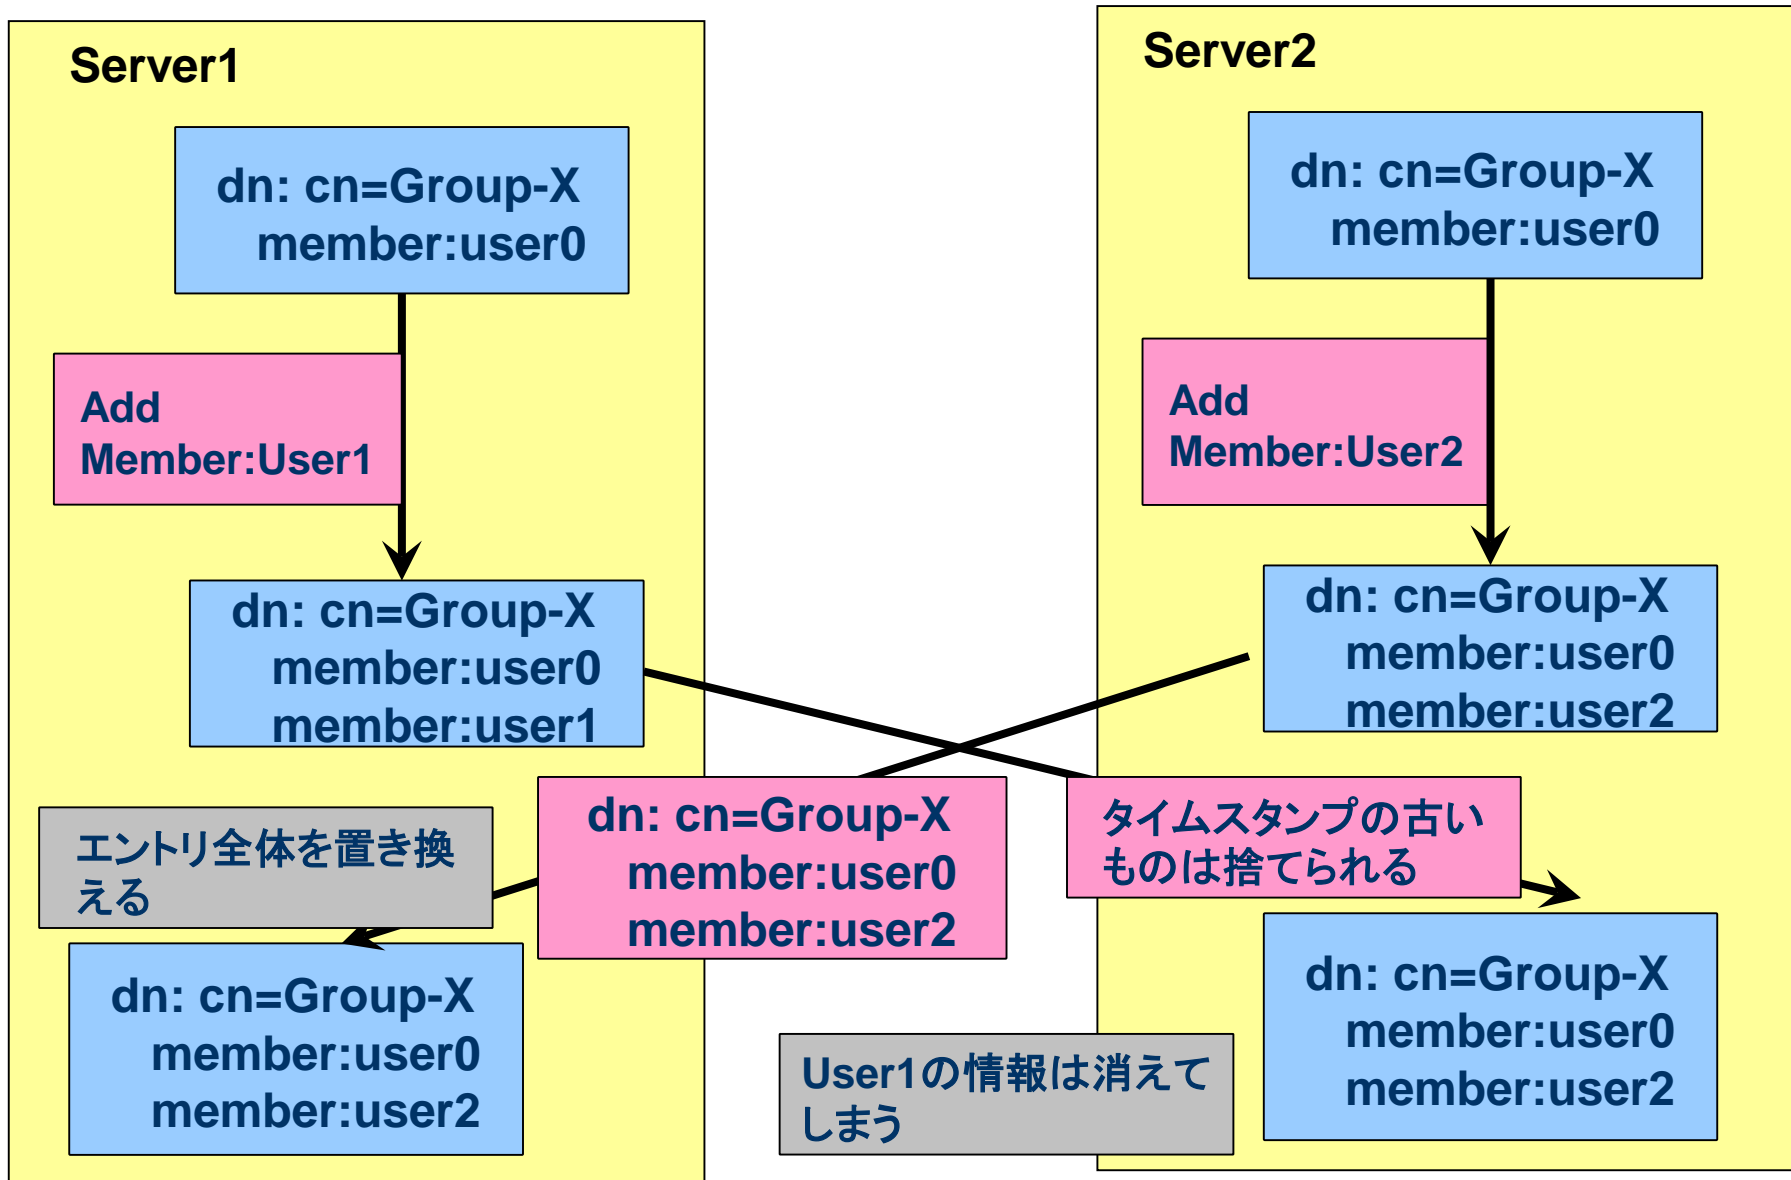 Server1
dn: cn=Group-X
member:user0
Add
Member:User1
dn: cn=Group-X
member:user0
member:user1
エントリ全体を置き換
える
dn: cn=Group-X
member:user0
member:user2
dn: cn=Group-X
member:user0
member:user2
Server2
dn: cn=Group-X
member:user0
Add
Member:User2
dn: cn=Group-X
member:user0
member:user2
タイムスタンプの古い
ものは捨てられる
dn: cn=Group-X
member:user0
member:user2
User1の情報は消えて
しまう